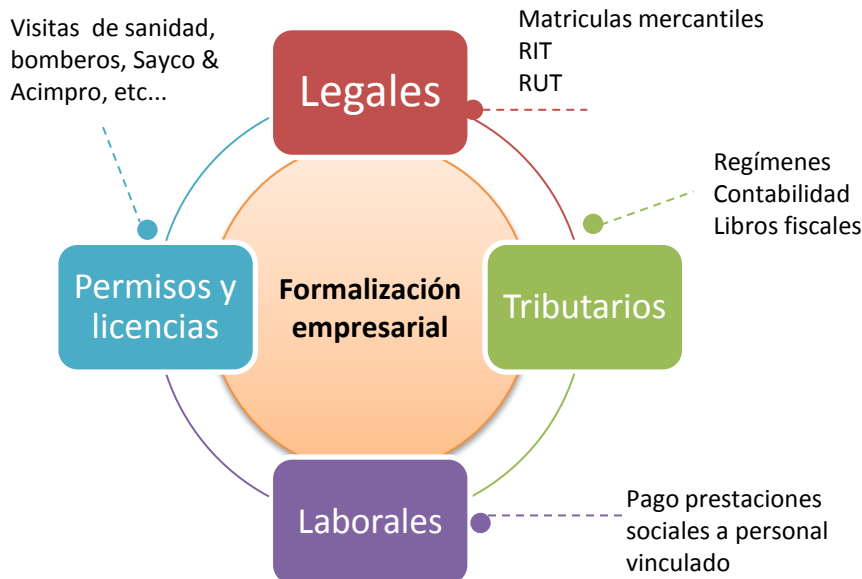 Visitas de sanidad,
bomberos, Sayco &
Acimpro, etc...
Matriculas mercantiles
RIT
RUT
Legales
Regímenes
Contabilidad
Libros fiscales
Permisos y
licencias
Formalización
empresarial
Tributarios
Laborales
Pago prestaciones
sociales a personal
vinculado